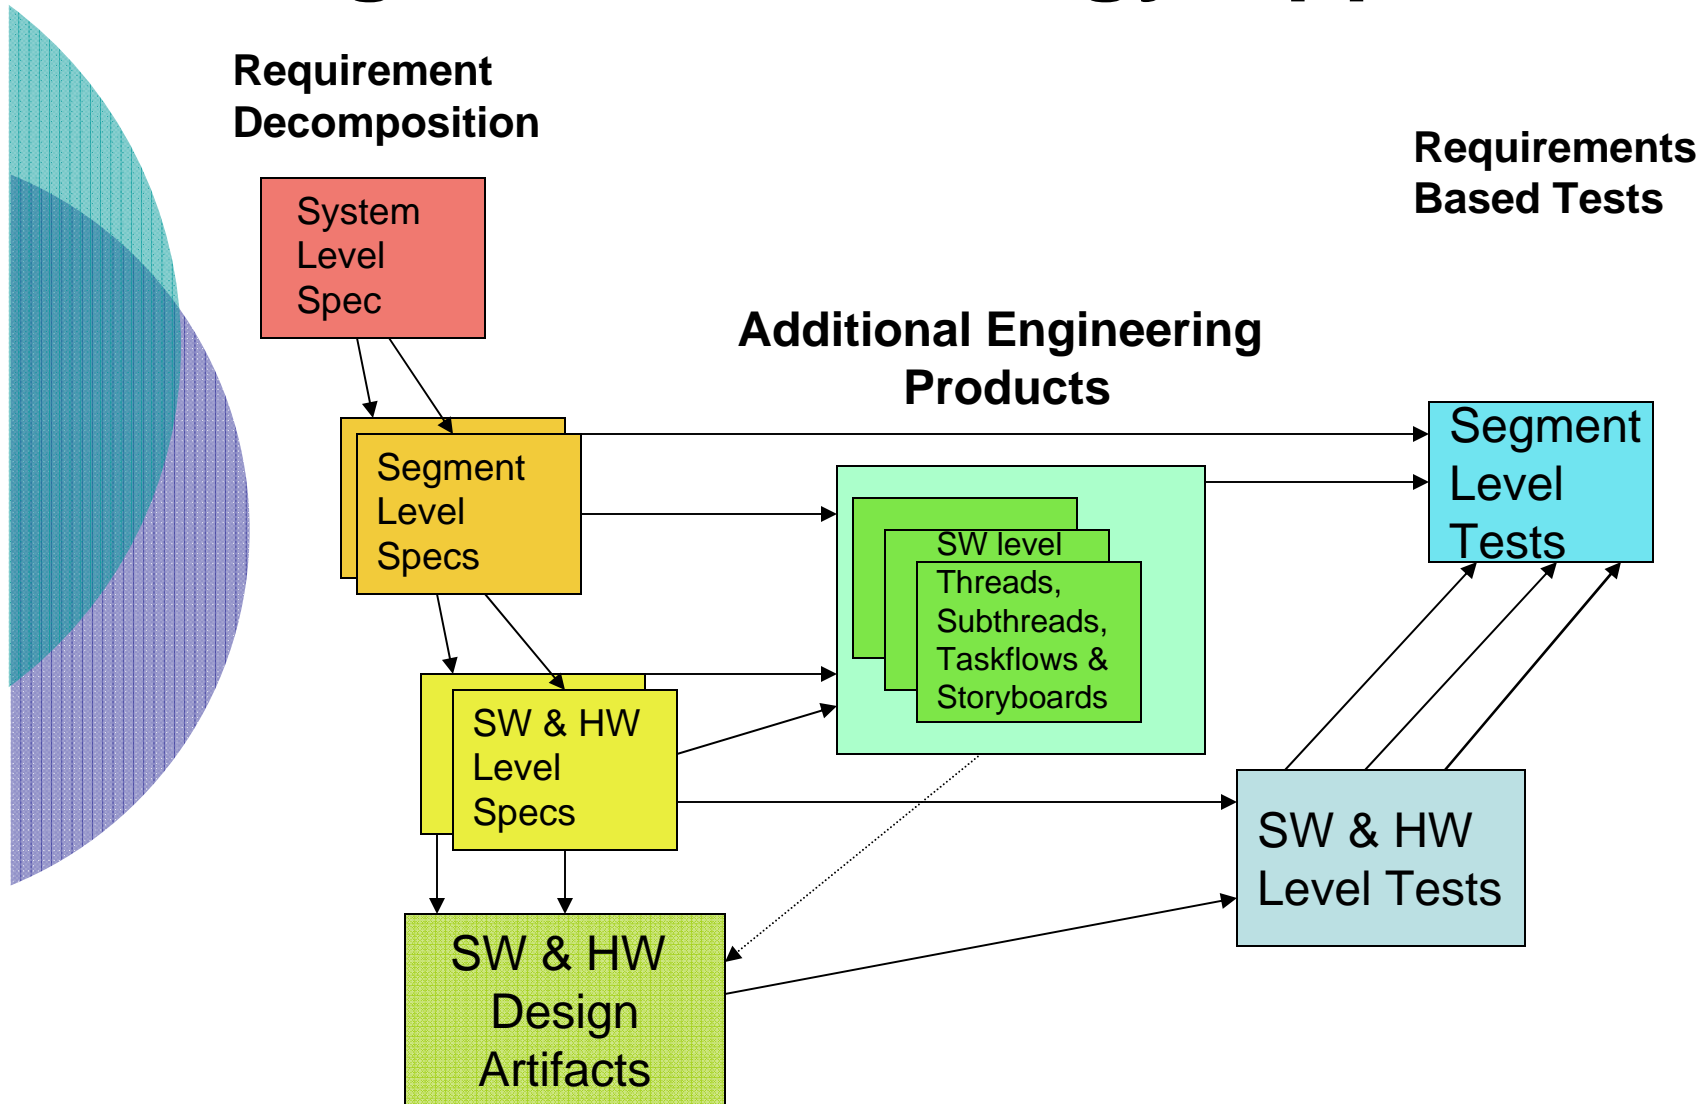 Requirement
Decomposition
Requirements
Based Tests
System
Level
Spec
Additional Engineering
Products
Segment
Level
Specs
Segment
Level
Tests
SW level
Threads,
Subthreads,
Taskflows &
Storyboards
SW & HW
Level
Specs
SW & HW
Level Tests
SW & HW
Design
Artifacts